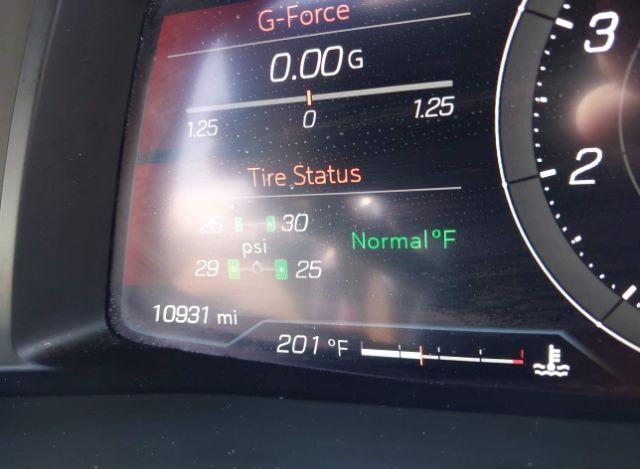 G-Force
0.00 G
1.25 0 1.25
Tire Status
26 30
psi
Normal °F
29 25
10931 mi
201 °F
3
2